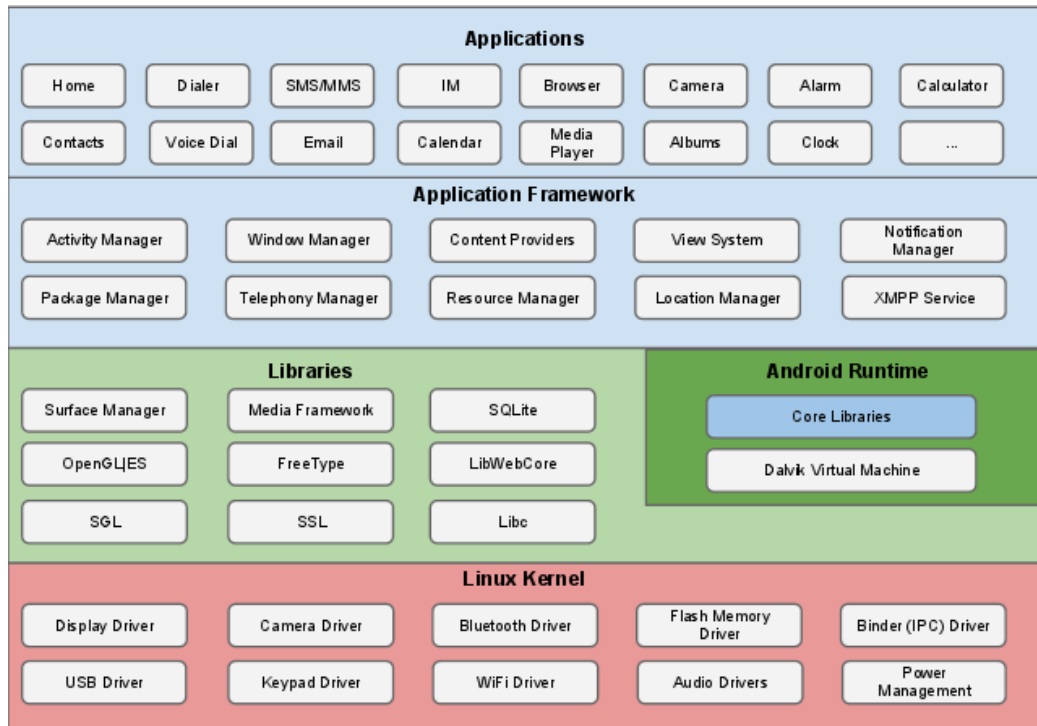 Applications
Home Dialer SMS/MMS IM Browser Camera Alarm Calculator
Contacts Voice Dial Email Calendar Media Player Albums Clock ...
Application Framework
Activity Manager Window Manager Content Providers View System Notification Manager
Package Manager Telephony Manager Resource Manager Location Manager XMPP Service
Libraries Android Runtime
Surface Manager Media Framework SQLite Core Libraries
OpenGL|ES FreeType LibWebCore Dalvik Virtual Machine
SGL SSL Libc
Linux Kernel
Display Driver Camera Driver Bluetooth Driver Flash Memory Driver Binder (IPC) Driver
USB Driver Keypad Driver WiFi Driver Audio Drivers Power Management